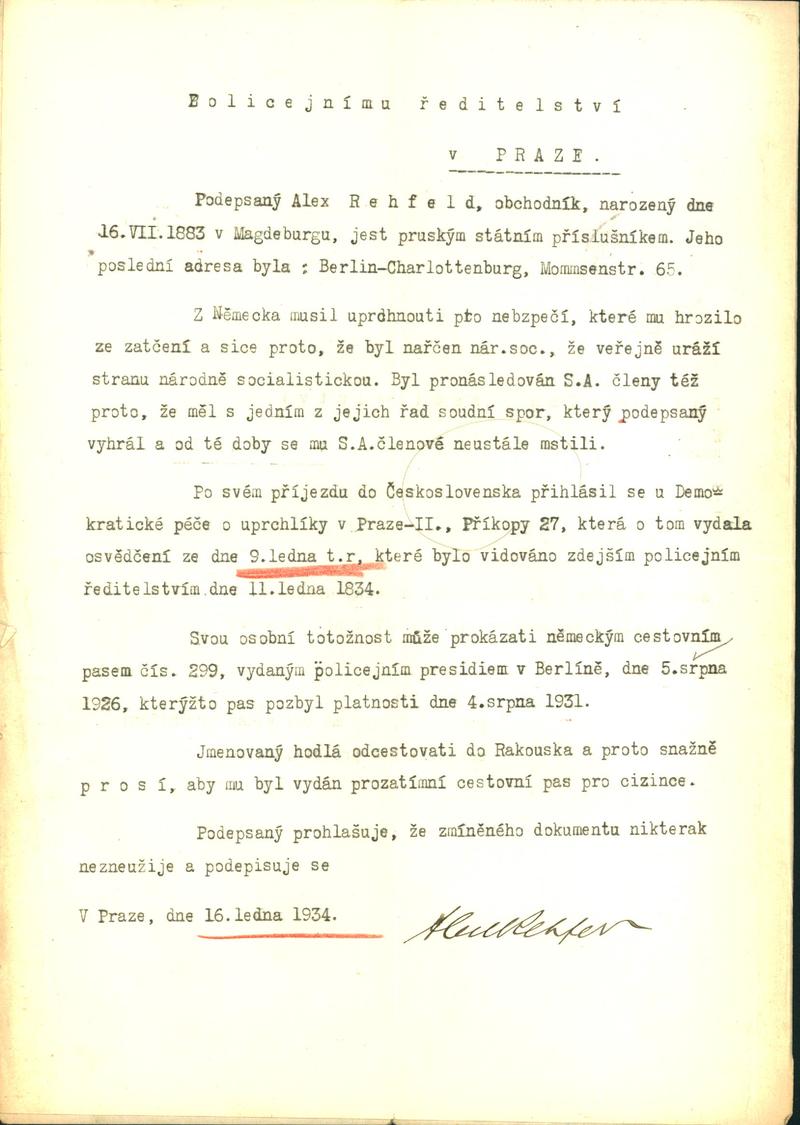 P o l i c e j n í m u   ř e d i t e l s t v í
v   P R A Z E .
Podepsaný Alex R e h f e l d, obchodník, narozený dne
16.VII.1883 v Magdeburgu, jest pruským státním příslušníkem. Jeho
poslední adresa byla : Berlin-Charlottenburg, Mommsenstr. 65.
Z Německa musil uprdhnouti pto nebzpečí, které mu hrozilo
ze zatčení a sice proto, že byl nařčen nár.soc., že veřejně uráží
stranu národně socialistickou. Byl pronásledován S.A. členy též
proto, že měl s jedním z jejich řad soudní spor, který podepsaný
vyhrál a od té doby se mu S.A.členové neustále mstili.
Po svém příjezdu do Československa přihlásil se u Demo-
kratické péče o uprchlíky v Praze-II., Příkopy 27, která o tom vydala
osvědčení ze dne 9.ledna t.r, které bylo vidováno zdejším policejním
ředitelstvím dne 11.ledna 1834.
Svou osobní totožnost může prokázati německým cestovním
pasem čís. 299, vydaným policejním presidiem v Berlíně, dne 5.srpna
1926, kterýžto pas pozbyl platnosti dne 4.srpna 1931.
Jmenovaný hodlá odcestovati do Rakouska a proto snažně
p r o s í, aby mu byl vydán prozatímní cestovní pas pro cizince.
Podepsaný prohlašuje, že zmíněného dokumentu nikterak
nezneužije a podepisuje se
V Praze, dne 16.ledna 1934.
Alex Rehfeld